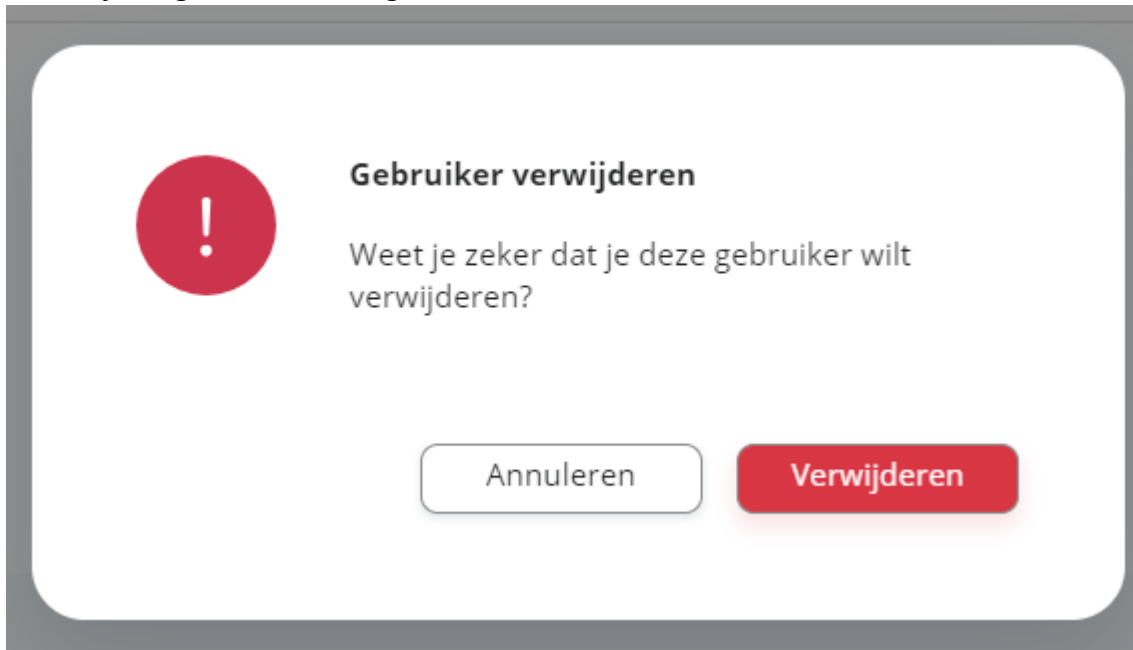 !
Gebruiker verwijderen
Weet je zeker dat je deze gebruiker wilt
verwijderen?
Annuleren
Verwijderen